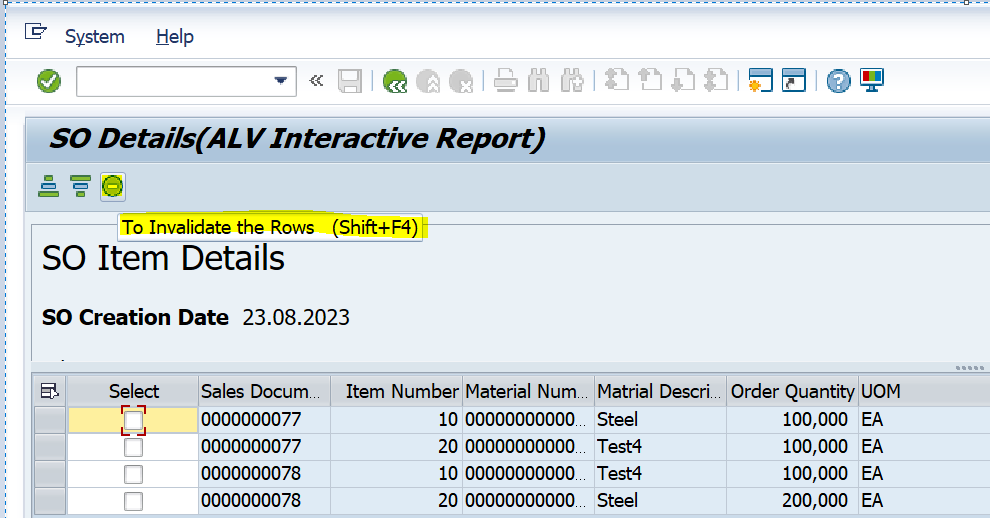 System Help
SO Details(ALV Interactive Report)
To Invalidate the Rows (Shift+F4)
SO Item Details
SO Creation Date 23.08.2023
Select Sales Docum... Item Number Material Num... Matrial Descri... Order Quantity UOM
0000000077 10 00000000000... Steel 100,000 EA
0000000077 20 00000000000... Test4 100,000 EA
0000000078 10 00000000000... Test4 100,000 EA
0000000078 20 00000000000... Steel 200,000 EA